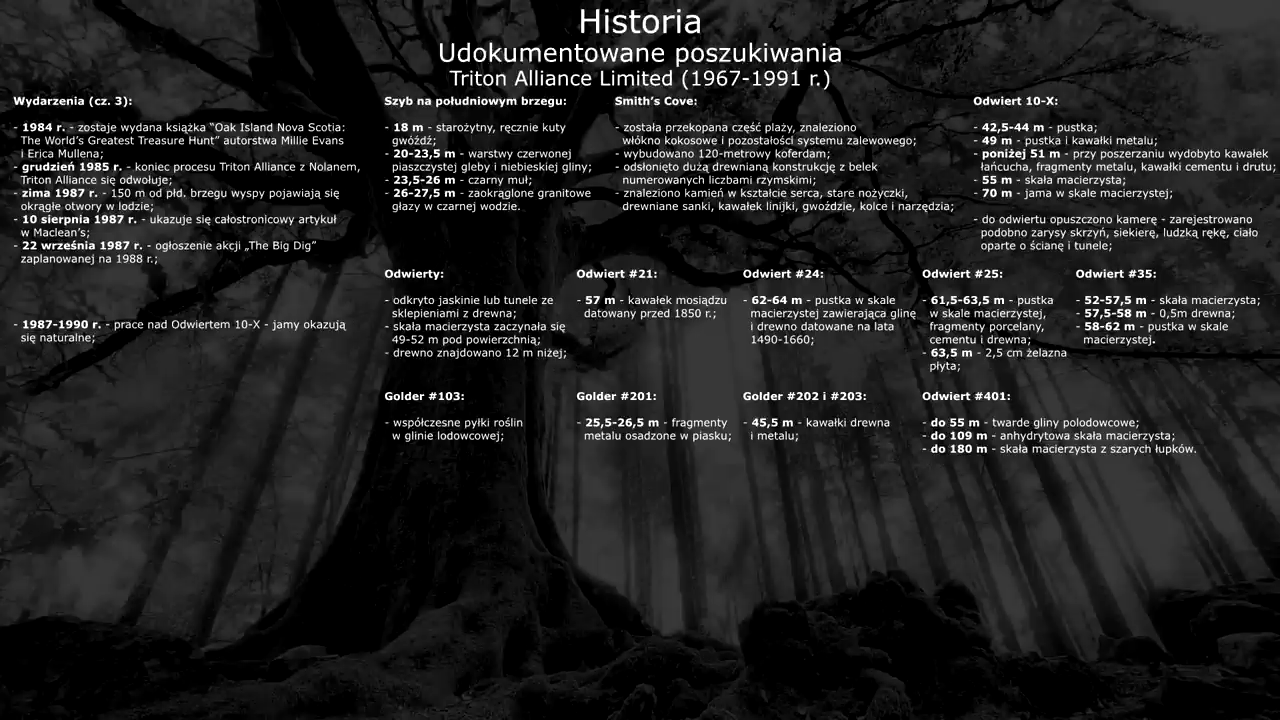 Historia
Udokumentowane poszukiwania
Triton Alliance Limited (1967-1991 r.)
Wydarzenia (cz. 3):
- 1984 r. - zostaje wydana książka “Oak Island Nova Scotia:
The World’s Greatest Treasure Hunt” autorstwa Millie Evans
i Erica Mullena;
- grudzień 1985 r. - koniec procesu Triton Alliance z Nolanem,
Triton Alliance się odwołuje;
- zima 1987 r. - 150 m od płd. brzegu wyspy pojawiają się
okrągłe otwory w lodzie;
- 10 sierpnia 1987 r. - ukazuje się całostronicowy artykuł
w Maclean’s;
- 22 września 1987 r. - ogłoszenie akcji „The Big Dig”
zaplanowanej na 1988 r.;
- 1987-1990 r. - prace nad Odwiertem 10-X - jamy okazują
się naturalne;
Szyb na południowym brzegu:
- 18 m - starożytny, ręcznie kuty
gwóźdź;
- 20-23,5 m - warstwy czerwonej
piaszczystej gleby i niebieskiej gliny;
- 23,5-26 m - czarny muł;
- 26-27,5 m - zaokrąglone granitowe
głazy w czarnej wodzie.
Smith’s Cove:
- została przekopana część plaży, znaleziono
włókno kokosowe i pozostałości systemu zalewowego;
- wybudowano 120-metrowy koferdam;
- odsłonięto dużą drewnianą konstrukcję z belek
numerowanych liczbami rzymskimi;
- znaleziono kamień w kształcie serca, stare nożyczki,
drewniane sanki, kawałek linijki, gwoździe, kolce i narzędzia;
Odwiert 10-X:
- 42,5-44 m - pustka;
- 49 m - pustka i kawałki metalu;
- poniżej 51 m - przy poszerzaniu wydobyto kawałek
łańcucha, fragmenty metalu, kawałki cementu i drutu;
- 55 m - skała macierzysta;
- 70 m - jama w skale macierzystej;
- do odwiertu opuszczono kamerę - zarejestrowano
podobno zarysy skrzyń, siekierę, ludzką rękę, ciało
oparte o ścianę i tunele;
Odwierty:
- odkryto jaskinie lub tunele ze
sklepieniami z drewna;
- skała macierzysta zaczynała się
49-52 m pod powierzchnią;
- drewno znajdowano 12 m niżej;
Odwiert #21:
- 57 m - kawałek mosiądzu
datowany przed 1850 r.;
Odwiert #24:
- 62-64 m - pustka w skale
macierzystej zawierająca glinę
i drewno datowane na lata
1490-1660;
Odwiert #25:
- 61,5-63,5 m - pustka
w skale macierzystej,
fragmenty porcelany,
cementu i drewna;
- 63,5 m - 2,5 cm żelazna
płyta;
Odwiert #35:
- 52-57,5 m - skała macierzysta;
- 57,5-58 m - 0,5m drewna;
- 58-62 m - pustka w skale
macierzystej.
Golder #103:
- współczesne pyłki roślin
w glinie lodowcowej;
Golder #201:
- 25,5-26,5 m - fragmenty
metalu osadzone w piasku;
Golder #202 i #203:
- 45,5 m - kawałki drewna
i metalu;
Odwiert #401:
- do 55 m - twarde gliny polodowcowe;
- do 109 m - anhydrytowa skała macierzysta;
- do 180 m - skała macierzysta z szarych łupków.